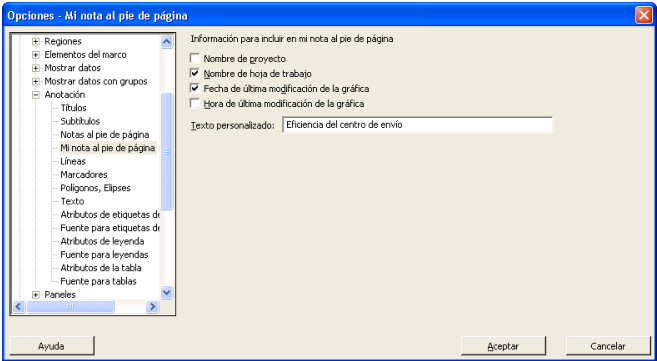 Opciones - Mi nota al pie de página
Regiones
Elementos del marco
Mostrar datos
Mostrar datos con grupos
Anotación
Títulos
Subtítulos
Notas al pie de página
Mi nota al pie de página
Líneas
Marcadores
Polígonos, Elipses
Texto
Atributos de etiquetas de
Fuente para etiquetas de
Atributos de leyenda
Fuente para leyendas
Atributos de la tabla
Fuente para tablas
Paneles
Información para incluir en mi nota al pie de página
Nombre de proyecto
Nombre de hoja de trabajo
Fecha de última modificación de la gráfica
Hora de última modificación de la gráfica
Texto personalizado: Eficiencia del centro de envío
Ayuda Aceptar Cancelar